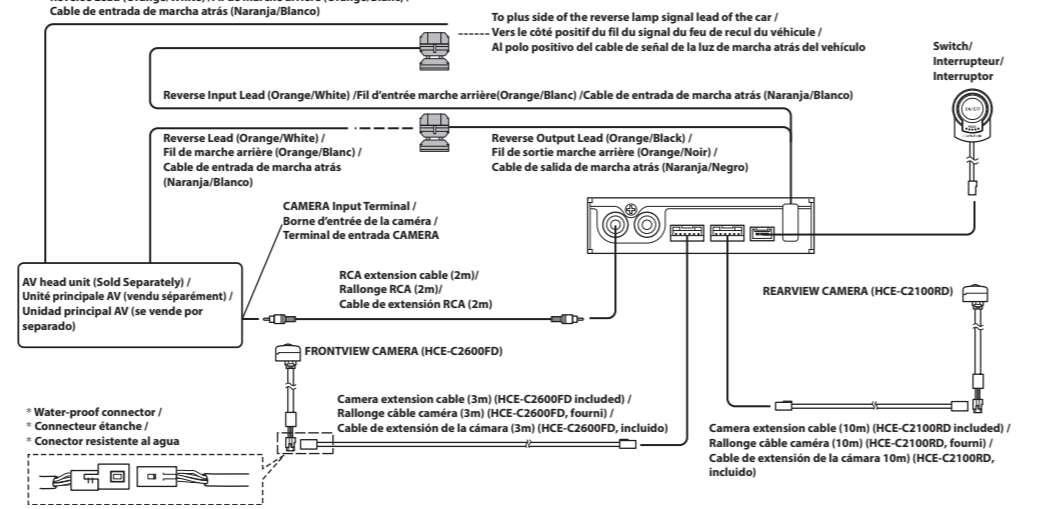 Cable de entrada de marcha atrás (Naranja/Blanco)
To plus side of the reverse lamp signal lead of the car /
Vers le côté positif du fil du signal du feu de recul du véhicule /
Al polo positivo del cable de señal de la luz de marcha atrás del vehículo
Switch/
Interrupteur/
Interruptor
Reverse Input Lead (Orange/White) /Fil d'entrée marche arrière(Orange/Blanc) /Cable de entrada de marcha atrás (Naranja/Blanco)
Reverse Lead (Orange/White) /
Fil de marche arrière (Orange/Blanc) /
Cable de entrada de marcha atrás
(Naranja/Blanco)
Reverse Output Lead (Orange/Black) /
Fil de sortie marche arrière (Orange/Noir) /
Cable de salida de marcha atrás (Naranja/Negro)
CAMERA Input Terminal /
Borne d'entrée de la caméra /
Terminal de entrada CAMERA
AV head unit (Sold Separately) /
Unité principale AV (vendu séparément) /
Unidad principal AV (se vende por
separado)
RCA extension cable (2m)/
Rallonge RCA (2m)/
Cable de extensión RCA (2m)
REARVIEW CAMERA (HCE-C2100RD)
FRONTVIEW CAMERA (HCE-C2600FD)
Camera extension cable (3m) (HCE-C2600FD included) /
Rallonge câble caméra (3m) (HCE-C2600FD, fourni) /
Cable de extensión de la cámara (3m) (HCE-C2600FD, incluido)
Camera extension cable (10m) (HCE-C2100RD included) /
Rallonge câble caméra (10m) (HCE-C2100RD, fourni) /
Cable de extensión de la cámara 10m) (HCE-C2100RD,
incluido)
* Water-proof connector /
* Connecteur étanche /
* Conector resistente al agua